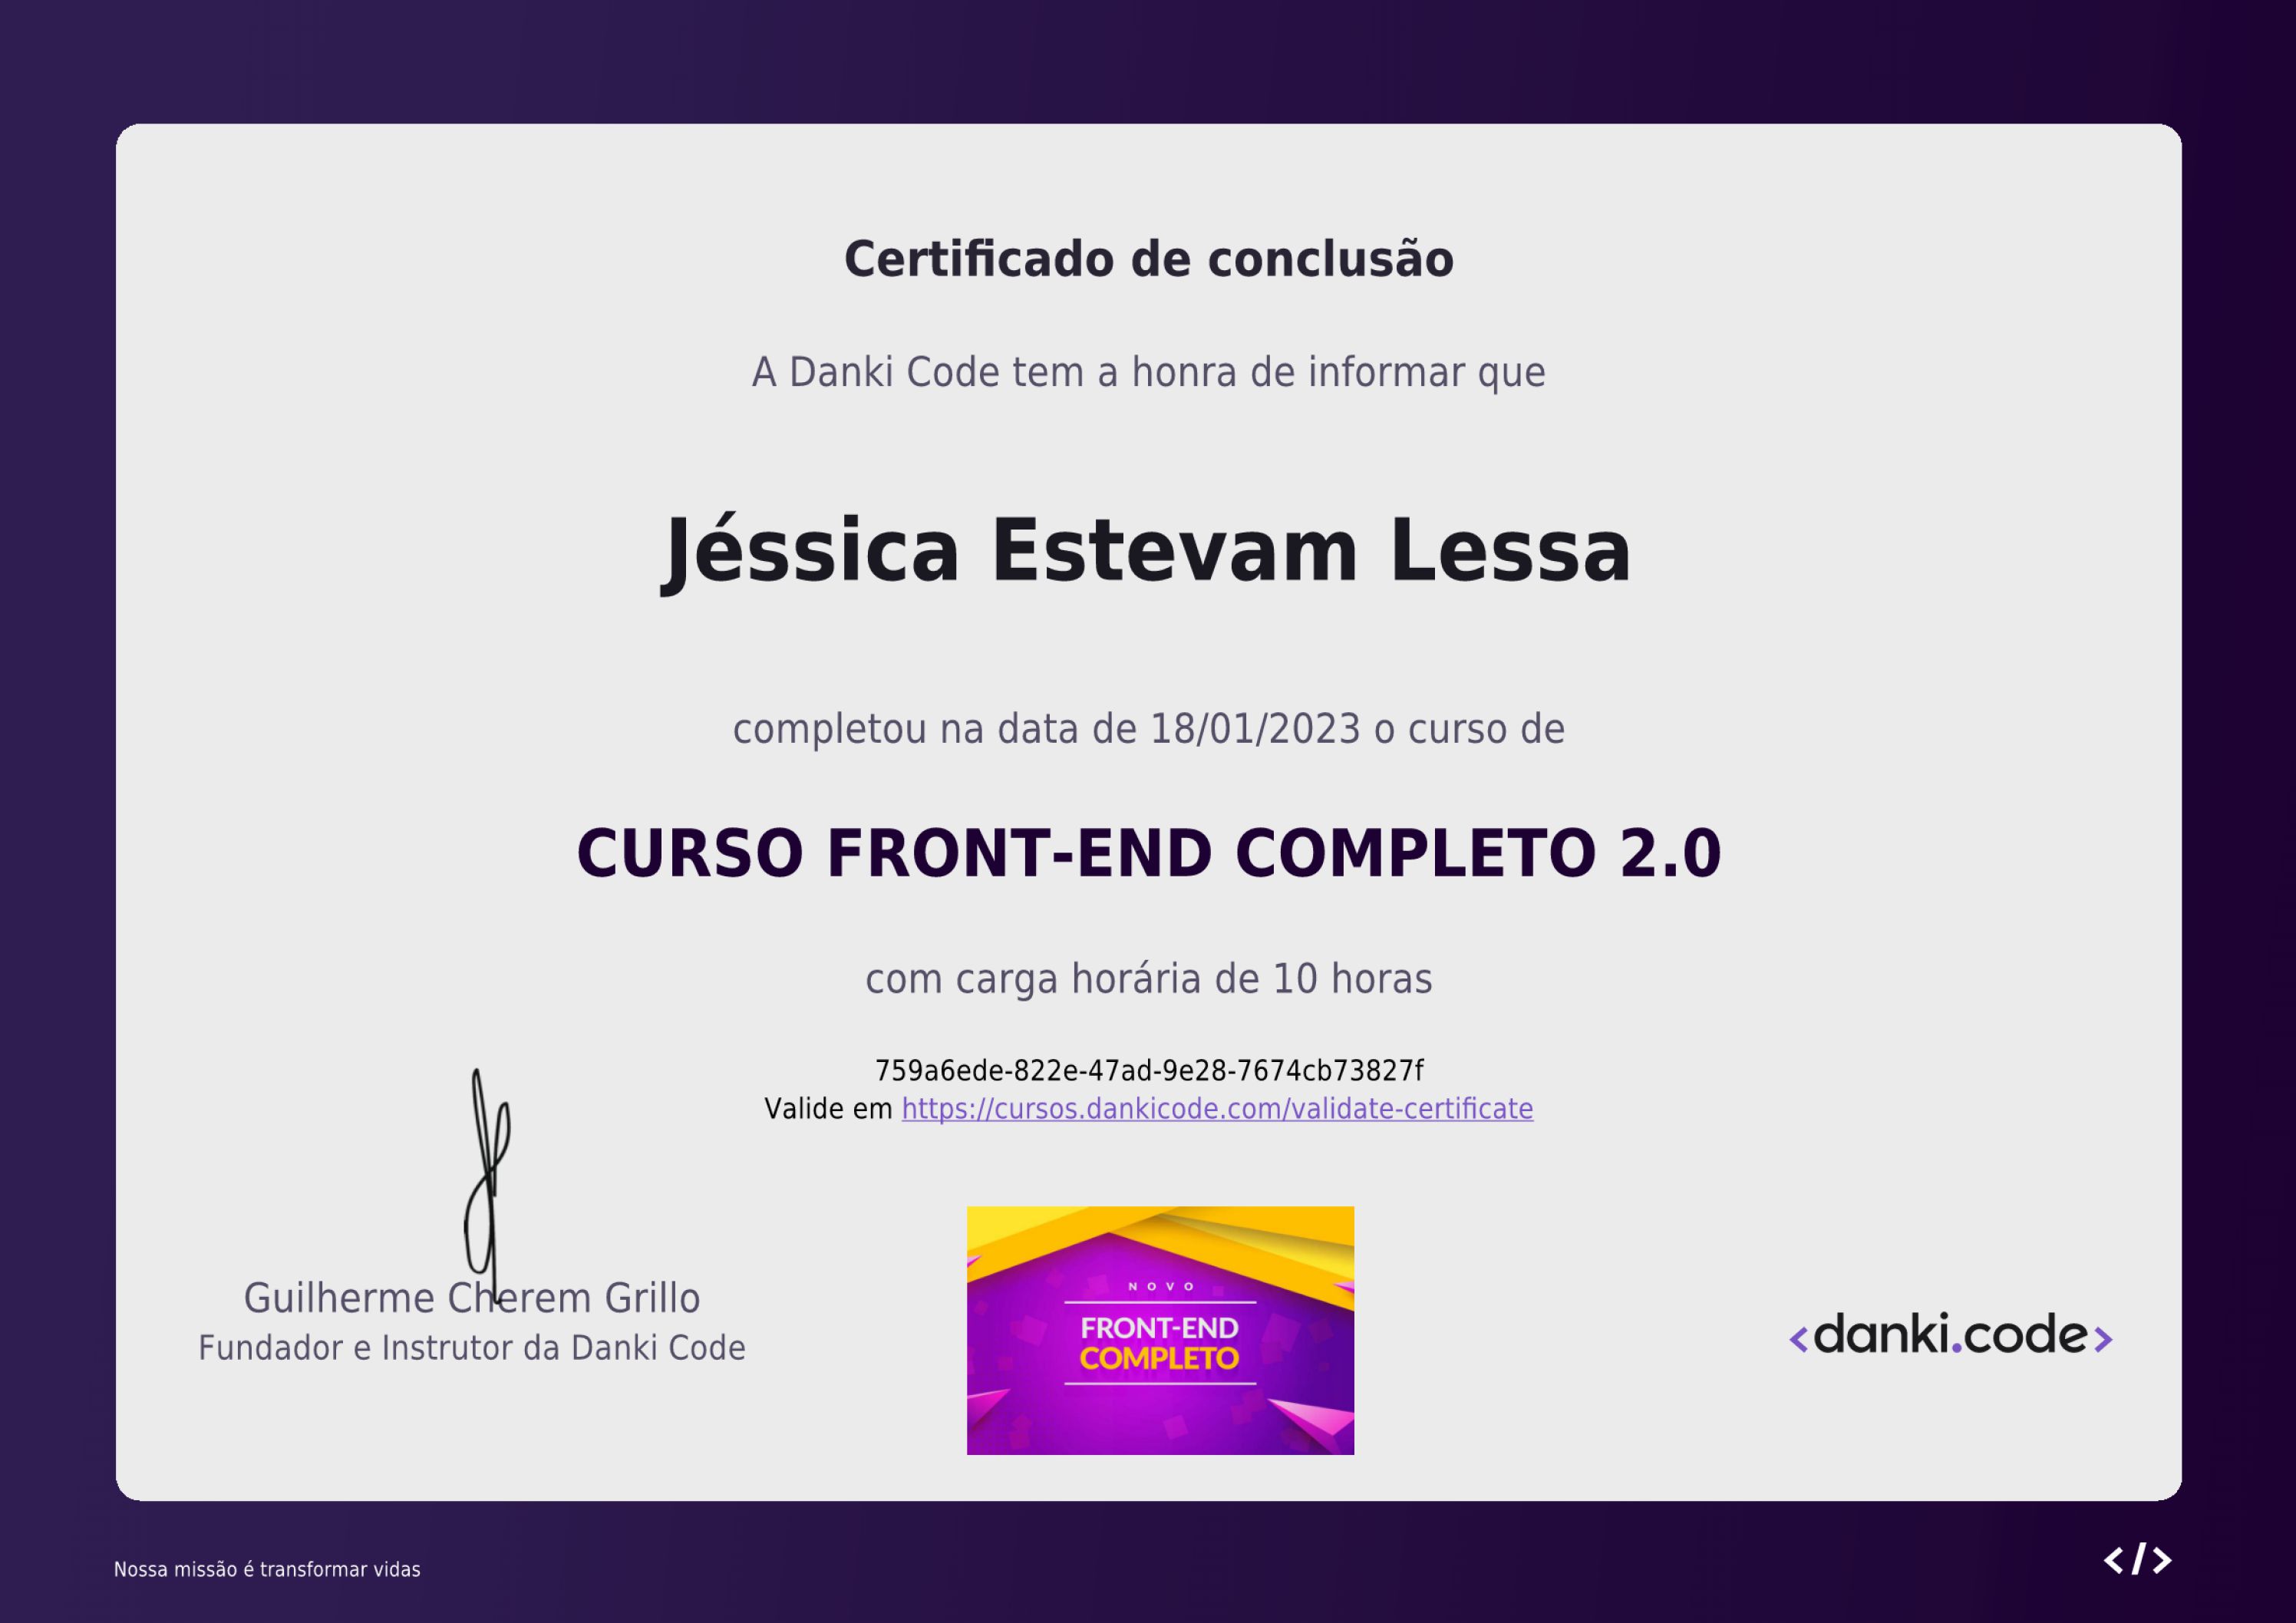 Certificado de conclusão
A Danki Code tem a honra de informar que
Jéssica Estevam Lessa
completou na data de 18/01/2023 o curso de
CURSO FRONT-END COMPLETO 2.0
com carga horária de 10 horas
759a6ede-822e-47ad-9e28-7674cb73827f
Valide em https://cursos.dankicode.com/validate-certificate
Guilherme Cherem Grillo
Fundador e Instrutor da Danki Code
NOVO
FRONT-END
COMPLETO
<danki.code>
Nossa missão é transformar vidas
</>